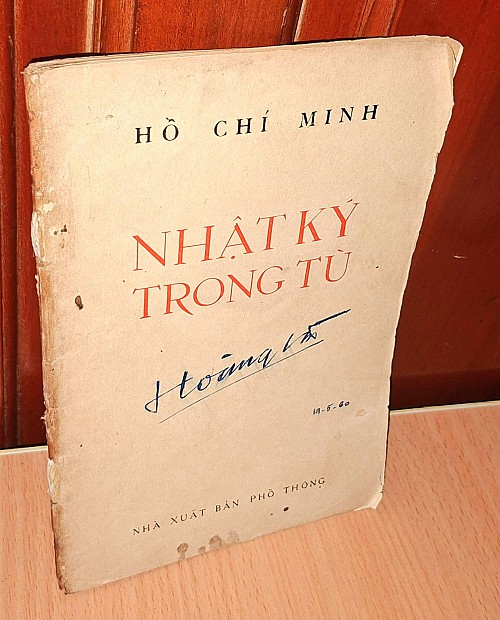 HỒ CHÍ MINH
NHẬT KÝ
TRONG TÙ
Hoàng
19-5-60
NHÀ XUẤT BẢN PHỔ THÔNG